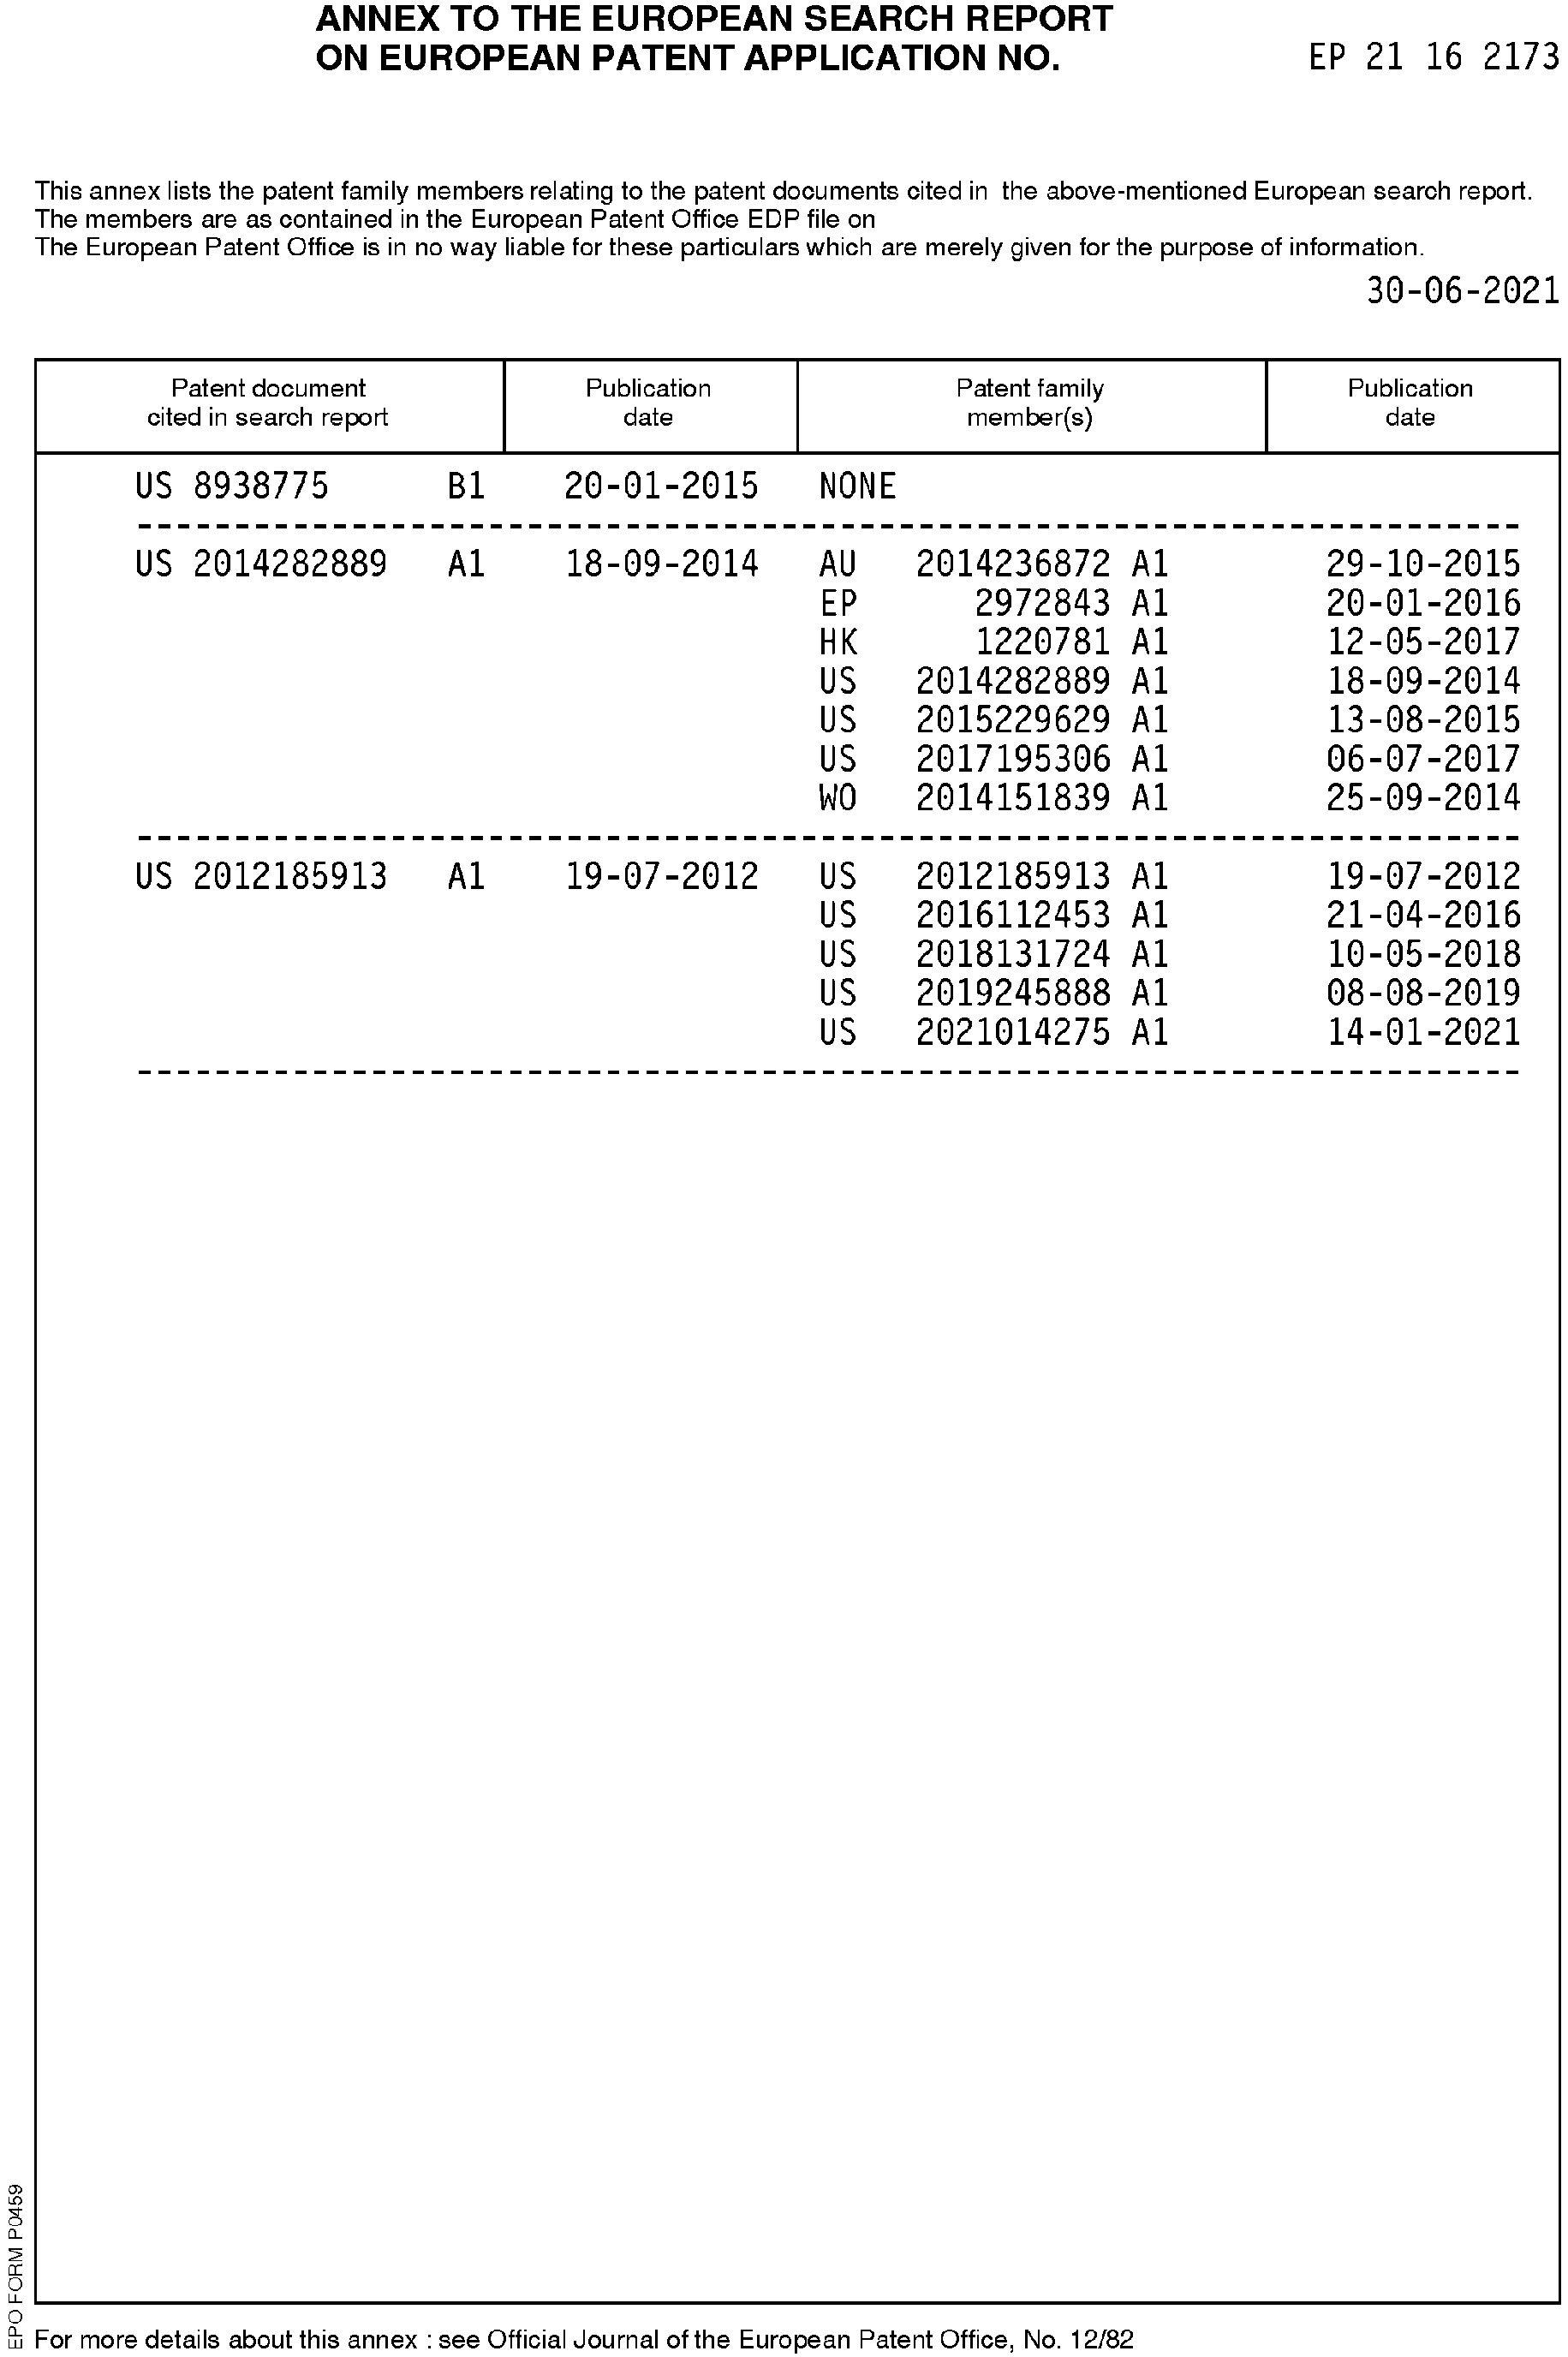 ANNEX TO THE EUROPEAN SEARCH REPORT
ON EUROPEAN PATENT APPLICATION NO. EP 21 16 2173
This annex lists the patent family members relating to the patent documents cited in the above-mentioned European search report.
The members are as contained in the European Patent Office EDP file on
The European Patent Office is in no way liable for these particulars which are merely given for the purpose of information.
30-06-2021
Patent document Publication Patent family Publication
cited in search report date member(s) date
US 8938775 B1 20-01-2015 NONE
US 2014282889 A1 18-09-2014 AU 2014236872 A1 29-10-2015
EP 2972843 A1 20-01-2016
HK 1220781 A1 12-05-2017
US 2014282889 A1 18-09-2014
US 2015229629 A1 13-08-2015
US 2017195306 A1 06-07-2017
WO 2014151839 A1 25-09-2014
US 2012185913 A1 19-07-2012 US 2012185913 A1 19-07-2012
US 2016112453 A1 21-04-2016
US 2018131724 A1 10-05-2018
US 2019245888 A1 08-08-2019
US 2021014275 A1 14-01-2021
EPO FORM P0459
For more details about this annex : see Official Journal of the European Patent Office, No. 12/82